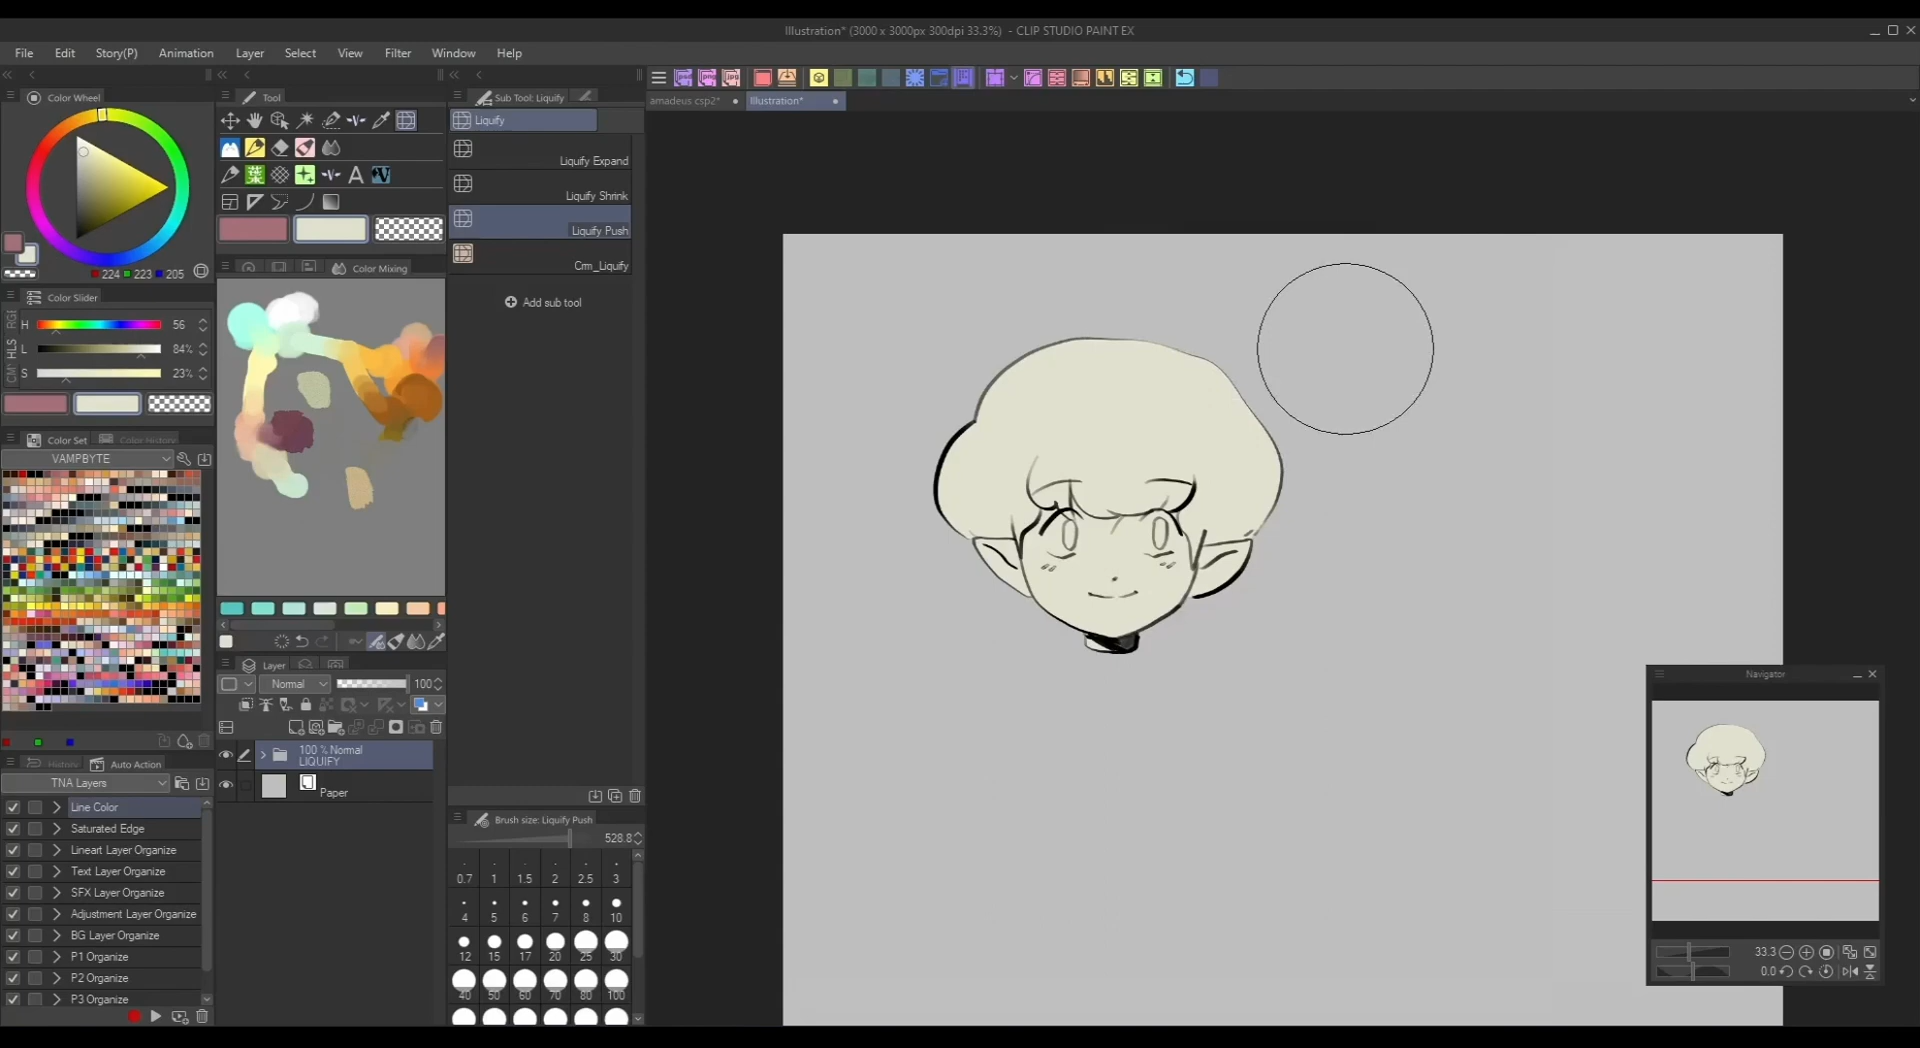 Illustration* (3000 x 3000px 300dpi 33.3%) - CLIP STUDIO PAINT EX
File Edit Story(P) Animation Layer Select View Filter Window Help
Color Wheel
Tool
Sub Tool: Liquify
amadeus csp2*
Illustration*
Liquify
Liquify Expand
Liquify Shrink
Liquify Push
Cm_Liquify
Add sub tool
224 223 205
Color Mixing
Color Slider
RGB
HLS
H 56
L 84%
S 23%
Color Set Color History
VAMPBYTE
Layer
Normal 100
100 % Normal
LIQUIFY
Paper
History Auto Action
TNA Layers
Line Color
Saturated Edge
Lineart Layer Organize
Text Layer Organize
SFX Layer Organize
Adjustment Layer Organize
BG Layer Organize
P1 Organize
P2 Organize
P3 Organize
Brush size: Liquify Push
528.8
0.7 1 1.5 2 2.5 3
4 5 6 7 8 10
12 15 17 20 25 30
40 50 60 70 80 100
Navigator
33.3
0.0